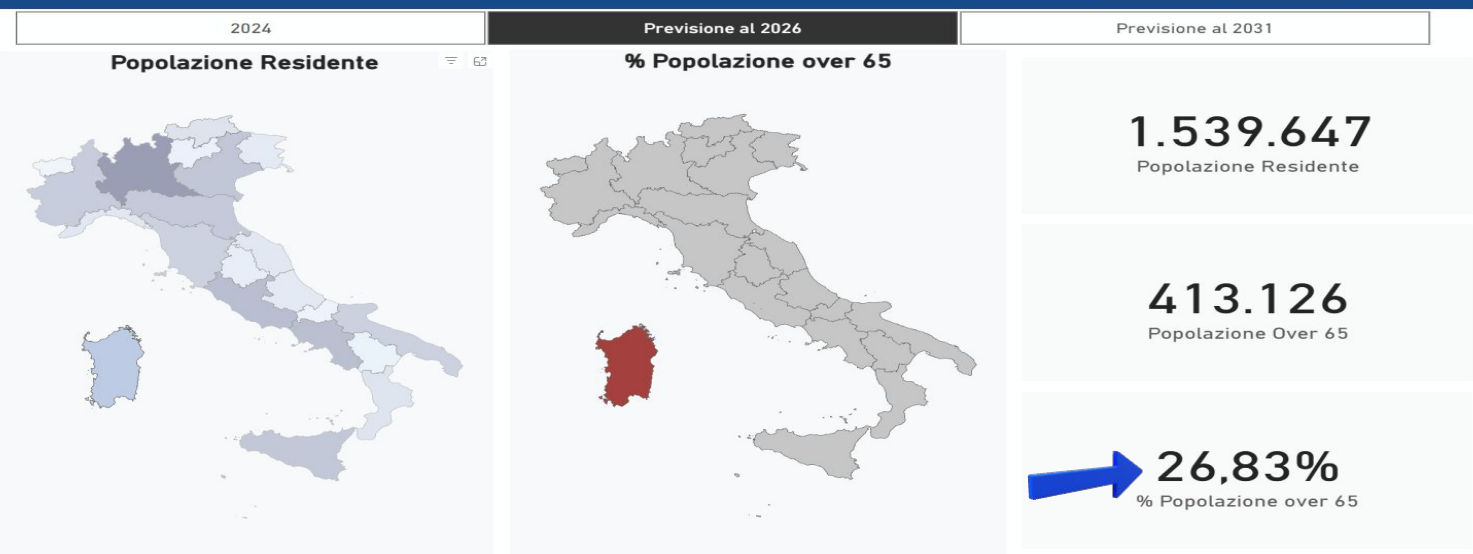 2024
Previsione al 2026
Previsione al 2031
Popolazione Residente
% Popolazione over 65
1.539.647
Popolazione Residente
413.126
Popolazione Over 65
26,83%
% Popolazione over 65